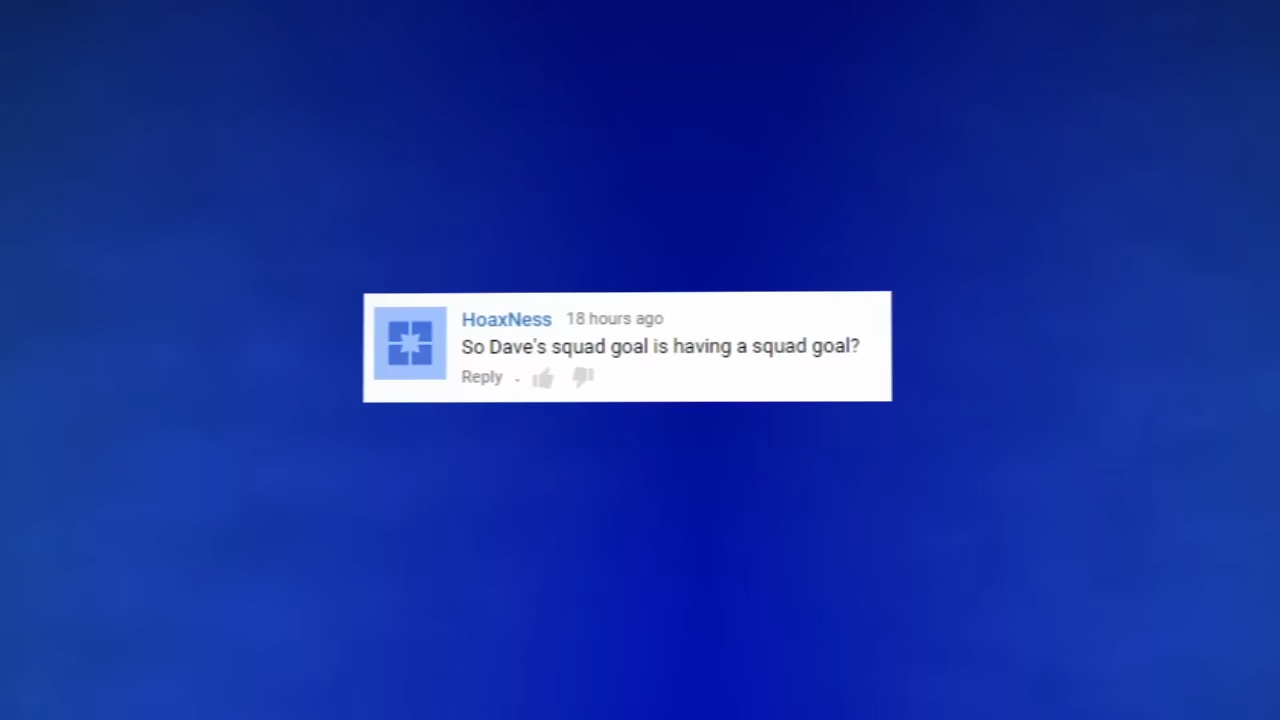 HoaxNess 18 hours ago
So Dave's squad goal is having a squad goal?
Reply .